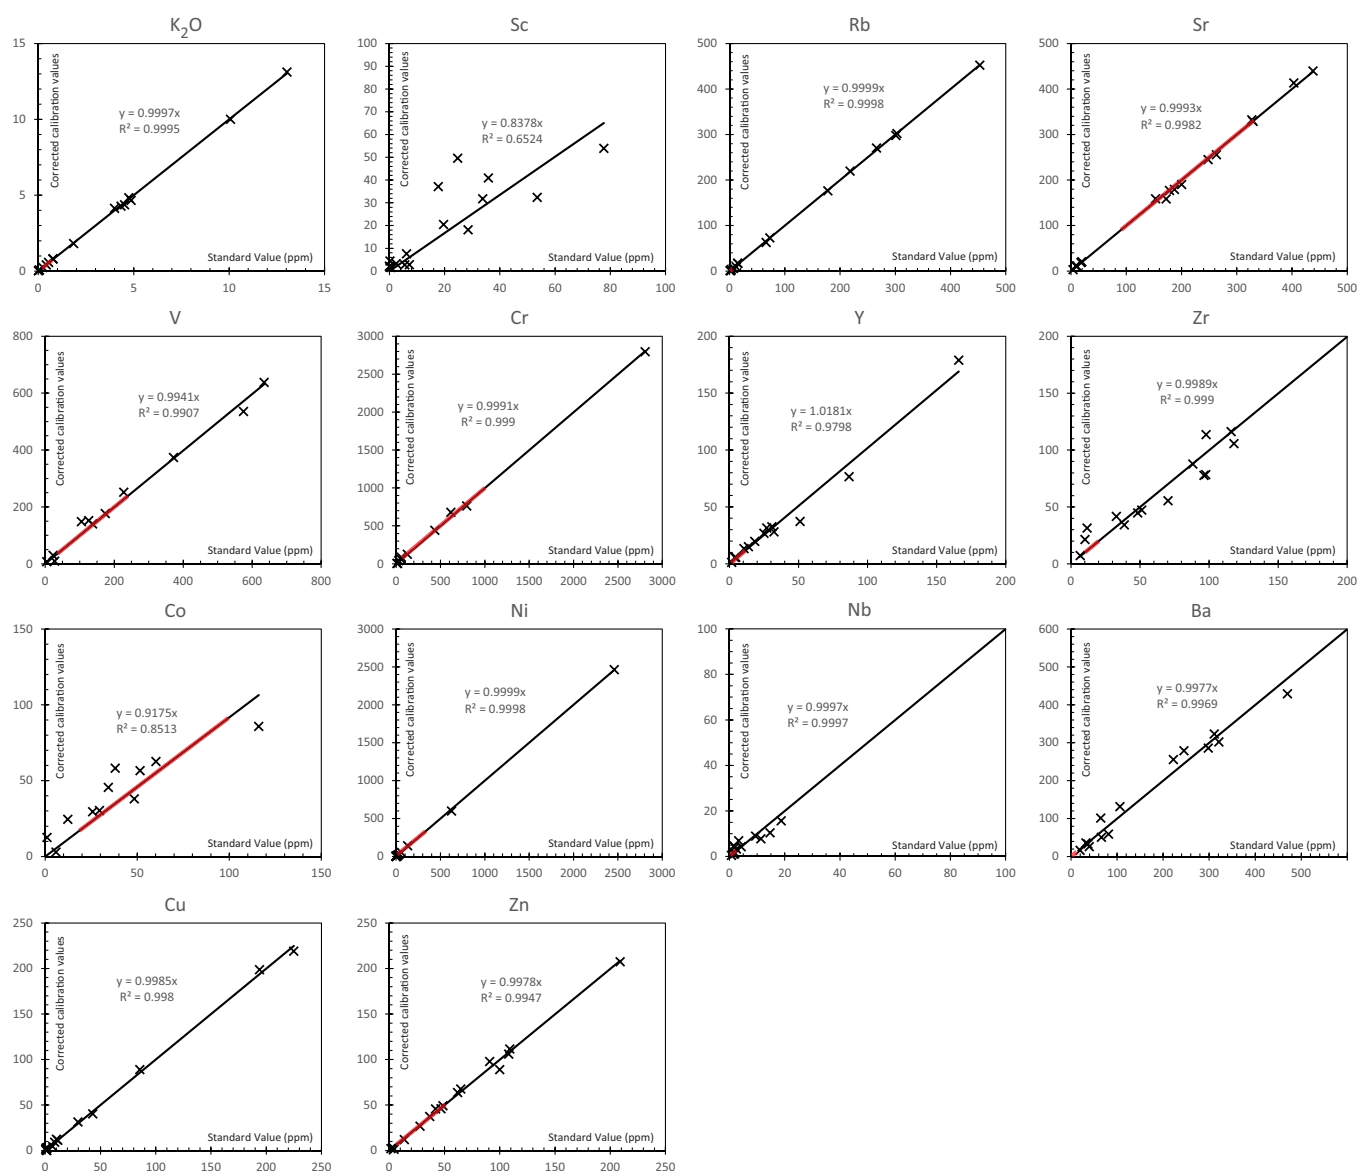 K₂O
15
10
5
0
Corrected calibration values
y = 0.9997x
R² = 0.9995
Standard Value (ppm)
0 5 10 15
Sc
100
90
80
70
60
50
40
30
20
10
0
Corrected calibration values
y = 0.8378x
R² = 0.6524
Standard Value (ppm)
0 20 40 60 80 100
Rb
500
400
300
200
100
0
Corrected calibration values
y = 0.9999x
R² = 0.9998
Standard Value (ppm)
0 100 200 300 400 500
Sr
500
400
300
200
100
0
Corrected calibration values
y = 0.9993x
R² = 0.9982
Standard Value (ppm)
0 100 200 300 400 500
V
800
600
400
200
0
Corrected calibration values
y = 0.9941x
R² = 0.9907
Standard Value (ppm)
0 200 400 600 800
Cr
3000
2500
2000
1500
1000
500
0
Corrected calibration values
y = 0.9991x
R² = 0.999
Standard Value (ppm)
0 500 1000 1500 2000 2500 3000
Y
200
150
100
50
0
Corrected calibration values
y = 1.0181x
R² = 0.9798
Standard Value (ppm)
0 50 100 150 200
Zr
200
150
100
50
0
Corrected calibration values
y = 0.9989x
R² = 0.999
Standard Value (ppm)
0 50 100 150 200
Co
150
100
50
0
Corrected calibration values
y = 0.9175x
R² = 0.8513
Standard Value (ppm)
0 50 100 150
Ni
3000
2500
2000
1500
1000
500
0
Corrected calibration values
y = 0.9999x
R² = 0.9998
Standard Value (ppm)
0 500 1000 1500 2000 2500 3000
Nb
100
80
60
40
20
0
Corrected calibration values
y = 0.9997x
R² = 0.9997
Standard Value (ppm)
0 20 40 60 80 100
Ba
600
500
400
300
200
100
0
Corrected calibration values
y = 0.9977x
R² = 0.9969
Standard Value (ppm)
0 100 200 300 400 500
Cu
250
200
150
100
50
0
Corrected calibration values
y = 0.9985x
R² = 0.998
Standard Value (ppm)
0 50 100 150 200 250
Zn
250
200
150
100
50
0
Corrected calibration values
y = 0.9978x
R² = 0.9947
Standard Value (ppm)
0 50 100 150 200 250